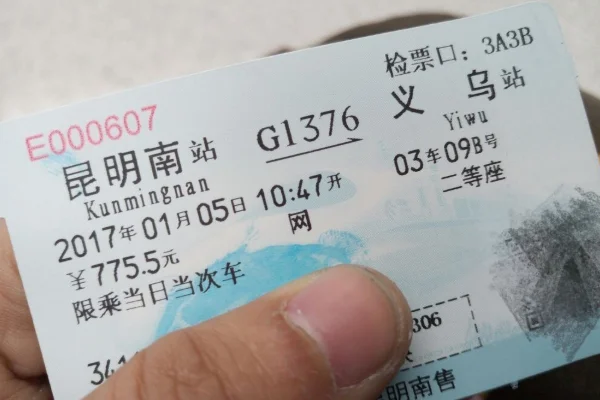 E000607 检票口：3A3B
昆明南站 G1376 义乌站
Kunmingnan Yiwu
2017年01月05日 10:47开 03车09B号
¥775.5元 网 二等座
限乘当日当次车
341 306
明南售